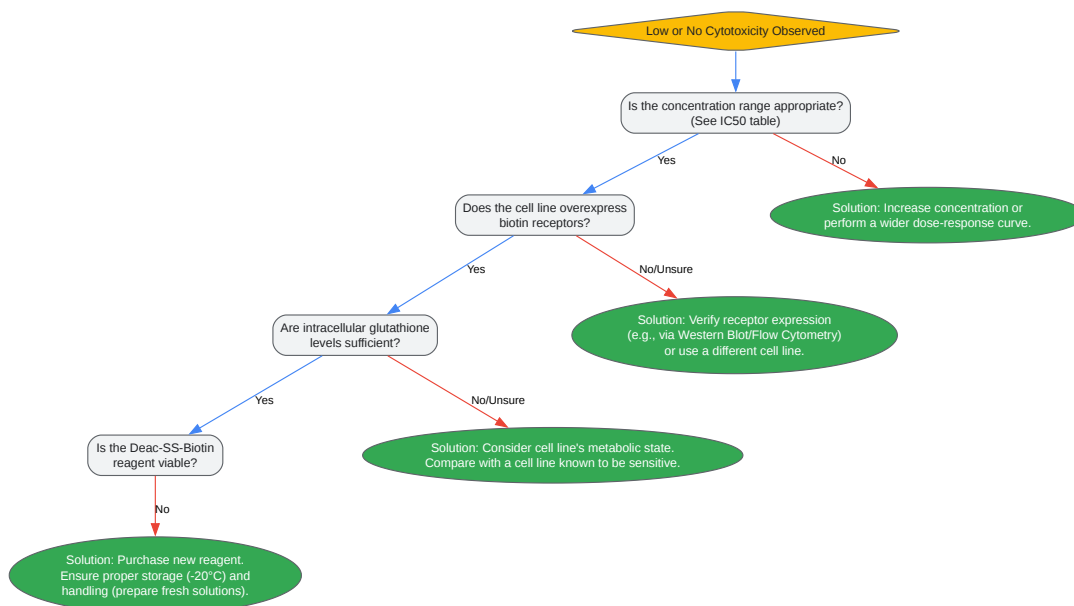 Low or No Cytotoxicity Observed
Is the concentration range appropriate?
(See IC50 table)
Yes
No
Does the cell line overexpress
biotin receptors?
Solution: Increase concentration or
perform a wider dose-response curve.
Yes
No/Unsure
Are intracellular glutathione
levels sufficient?
Solution: Verify receptor expression
(e.g., via Western Blot/Flow Cytometry)
or use a different cell line.
Yes
No/Unsure
Is the Deac-SS-Biotin
reagent viable?
Solution: Consider cell line's metabolic state.
Compare with a cell line known to be sensitive.
No
Solution: Purchase new reagent.
Ensure proper storage (-20°C) and
handling (prepare fresh solutions).